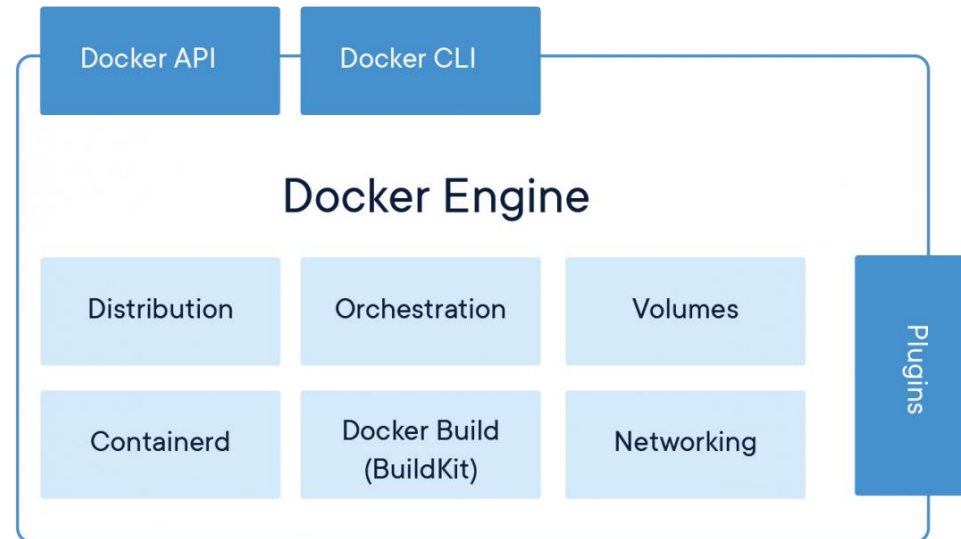 Docker API
Docker CLI
Docker Engine
Distribution
Orchestration
Volumes
Containerd
Docker Build
(BuildKit)
Networking
Plugins